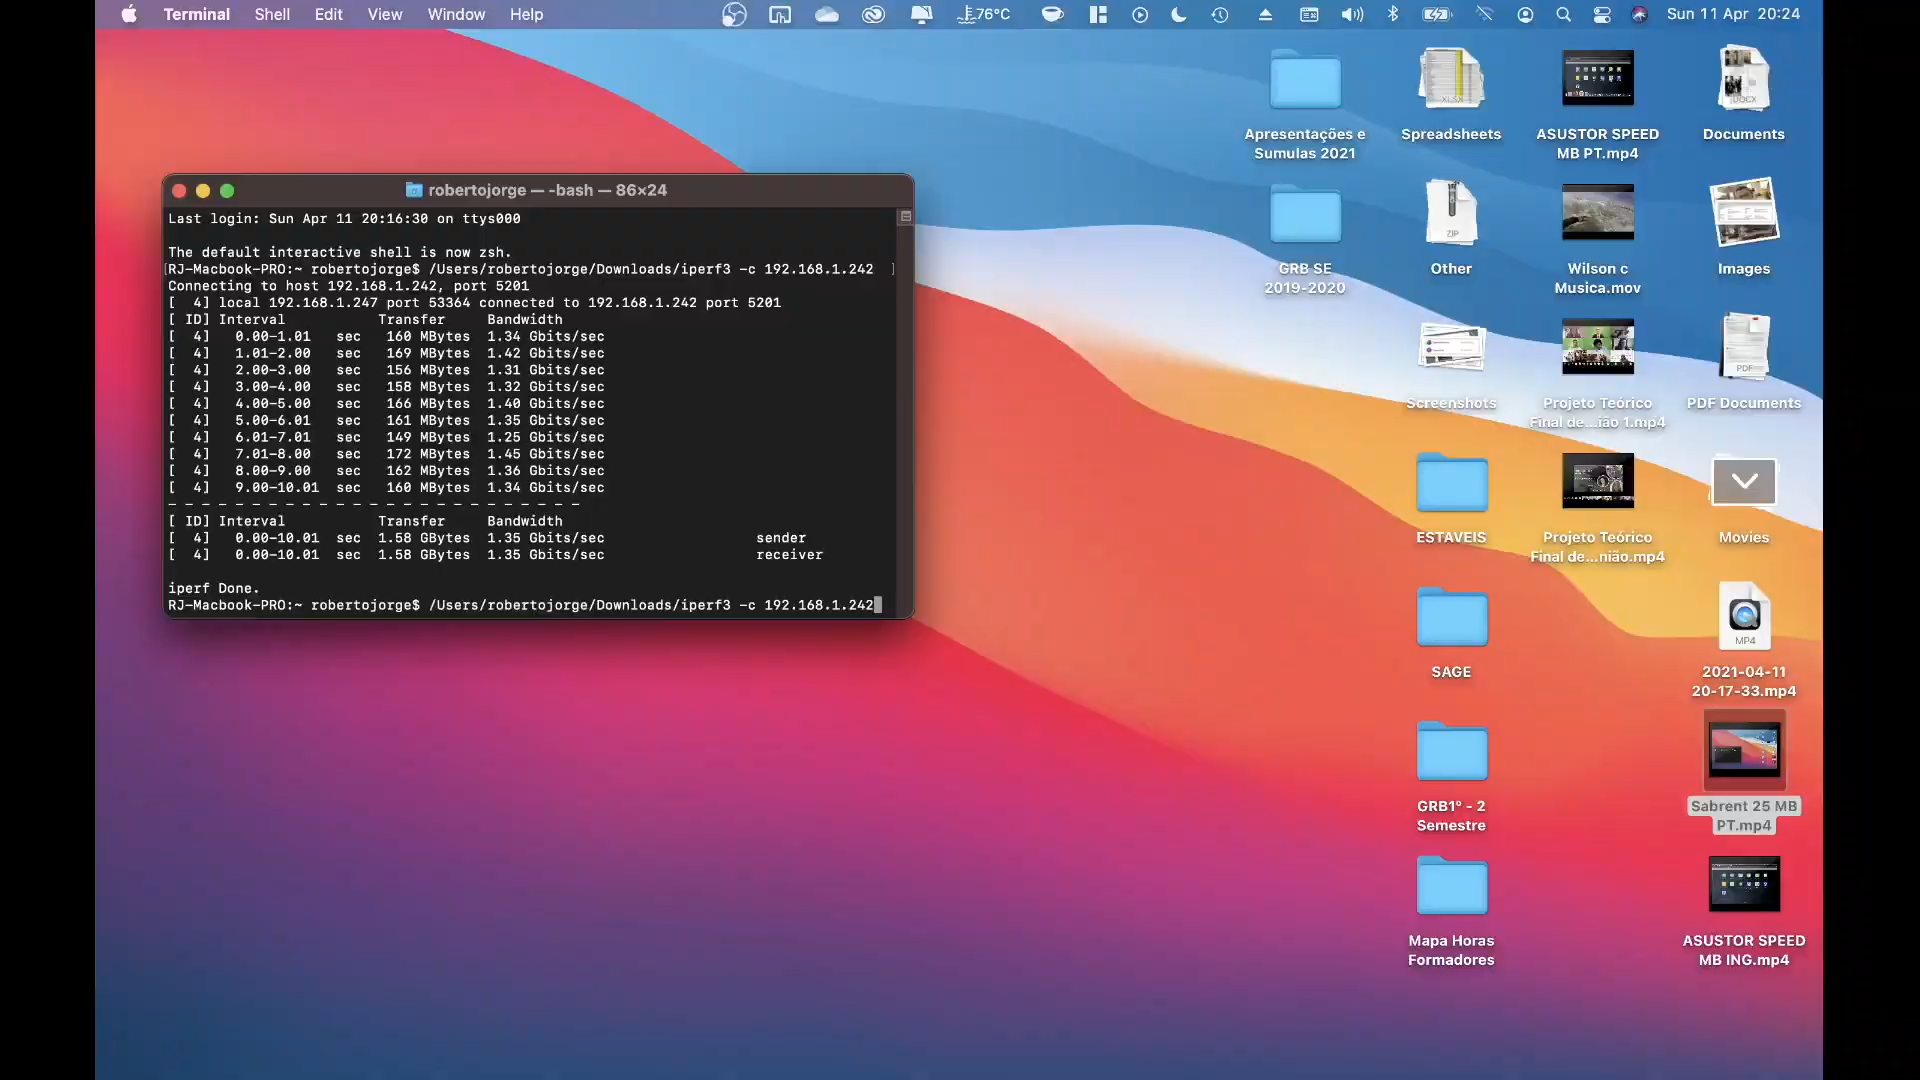 Terminal Shell Edit View Window Help 76°C Sun 11 Apr 20:24
robertojorge — -bash — 86×24
Last login: Sun Apr 11 20:16:30 on ttys000
The default interactive shell is now zsh.
[RJ-Macbook-PRO:~ robertojorge$ /Users/robertojorge/Downloads/iperf3 -c 192.168.1.242 ]
Connecting to host 192.168.1.242, port 5201
[ 4] local 192.168.1.247 port 53364 connected to 192.168.1.242 port 5201
[ ID] Interval Transfer Bandwidth
[ 4] 0.00-1.01 sec 160 MBytes 1.34 Gbits/sec
[ 4] 1.01-2.00 sec 169 MBytes 1.42 Gbits/sec
[ 4] 2.00-3.00 sec 156 MBytes 1.31 Gbits/sec
[ 4] 3.00-4.00 sec 158 MBytes 1.32 Gbits/sec
[ 4] 4.00-5.00 sec 166 MBytes 1.40 Gbits/sec
[ 4] 5.00-6.01 sec 161 MBytes 1.35 Gbits/sec
[ 4] 6.01-7.01 sec 149 MBytes 1.25 Gbits/sec
[ 4] 7.01-8.00 sec 172 MBytes 1.45 Gbits/sec
[ 4] 8.00-9.00 sec 162 MBytes 1.36 Gbits/sec
[ 4] 9.00-10.01 sec 160 MBytes 1.34 Gbits/sec
- - - - - - - - - - - - - - - - - - - - - - - - -
[ ID] Interval Transfer Bandwidth
[ 4] 0.00-10.01 sec 1.58 GBytes 1.35 Gbits/sec sender
[ 4] 0.00-10.01 sec 1.58 GBytes 1.35 Gbits/sec receiver
iperf Done.
RJ-Macbook-PRO:~ robertojorge$ /Users/robertojorge/Downloads/iperf3 -c 192.168.1.242
Apresentações e
Sumulas 2021
XLSX
Spreadsheets
ASUSTOR SPEED
MB PT.mp4
DOCX
Documents
GRB SE
2019-2020
ZIP
Other
Wilson c
Musica.mov
Images
Screenshots
Projeto Teórico
Final de...ião 1.mp4
PDF
PDF Documents
ESTAVEIS
Projeto Teórico
Final de...nião.mp4
Movies
SAGE
MP4
2021-04-11
20-17-33.mp4
GRB1º - 2
Semestre
Sabrent 25 MB
PT.mp4
Mapa Horas
Formadores
ASUSTOR SPEED
MB ING.mp4